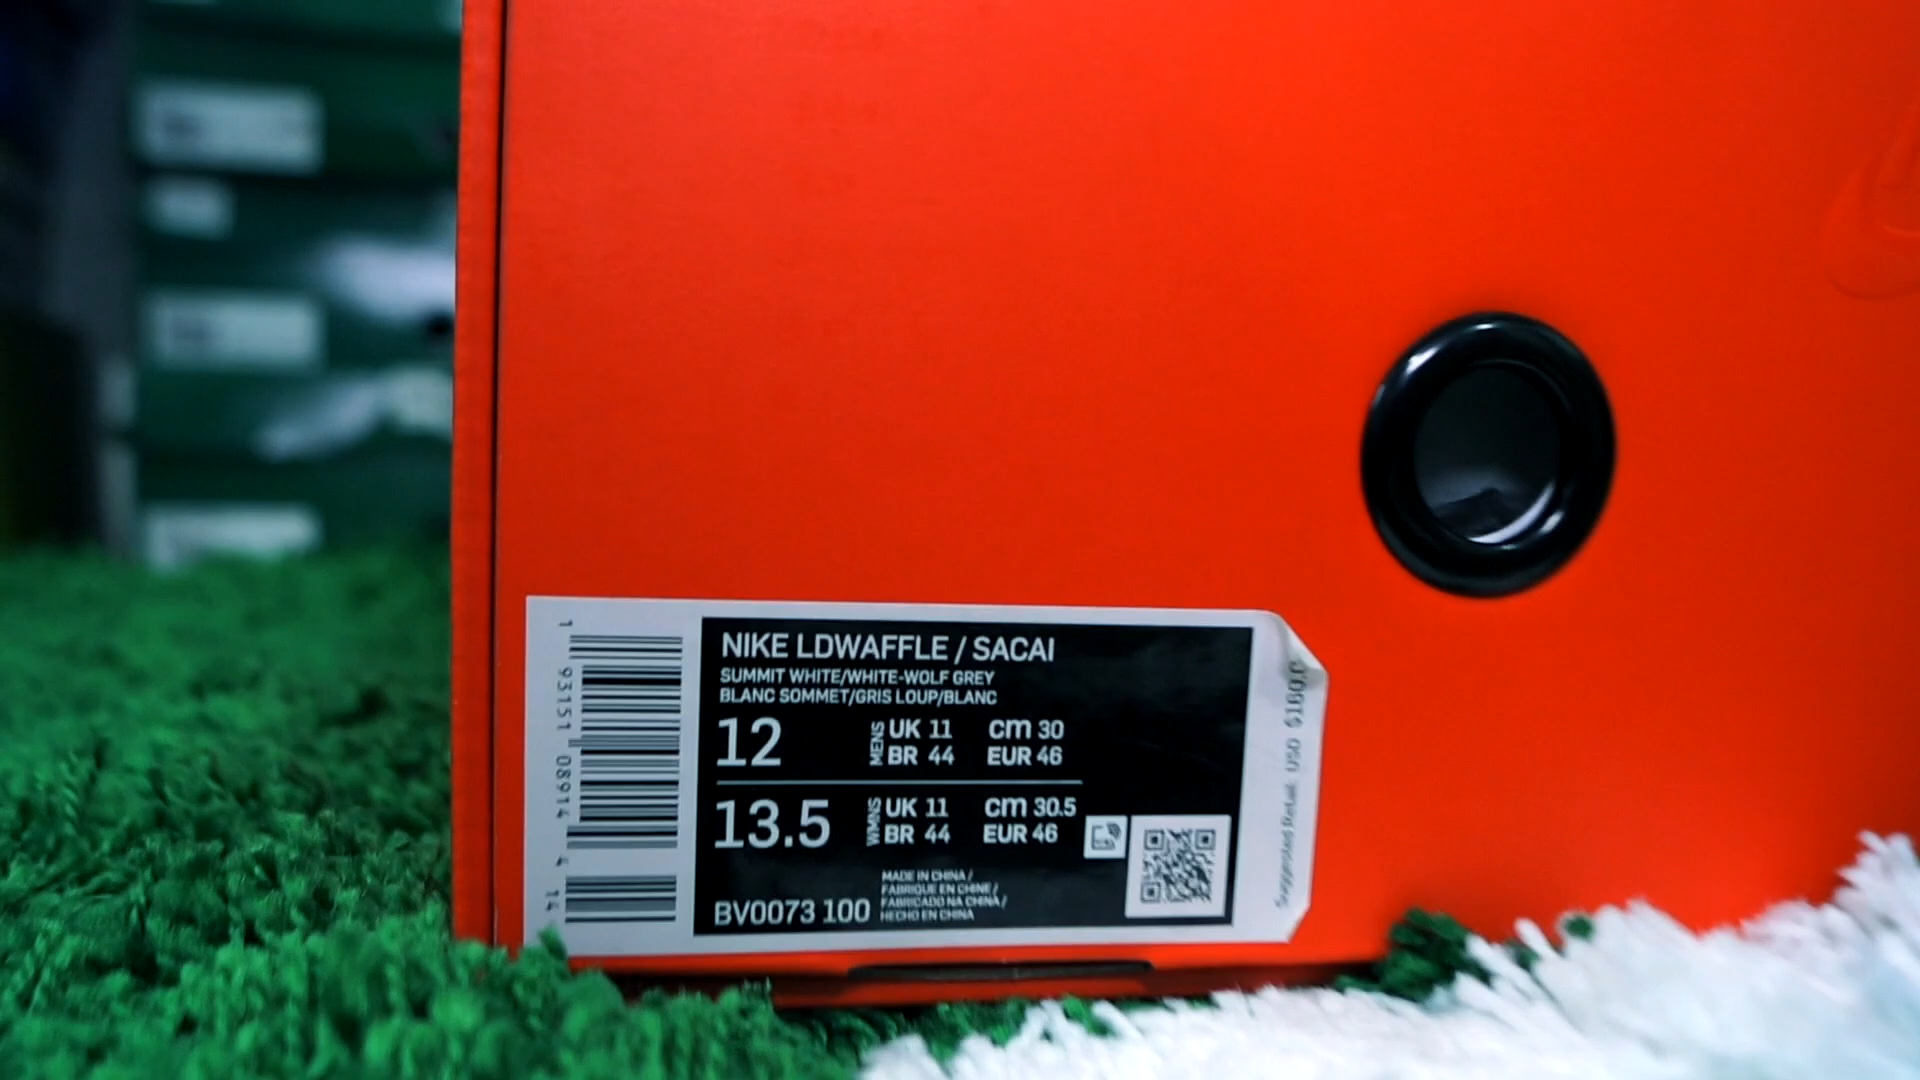 NIKE LDWAFFLE / SACAI
SUMMIT WHITE/WHITE-WOLF GREY
BLANC SOMMET/GRIS LOUP/BLANC
12 MENS UK 11 cm 30
BR 44 EUR 46
13.5 WMNS UK 11 cm 30.5
BR 44 EUR 46
BV0073 100
MADE IN CHINA /
FABRIQUE EN CHINE /
FABRICADO NA CHINA /
HECHO EN CHINA
1 93151 08914 4 14
Suggested Retail: USD $160.0